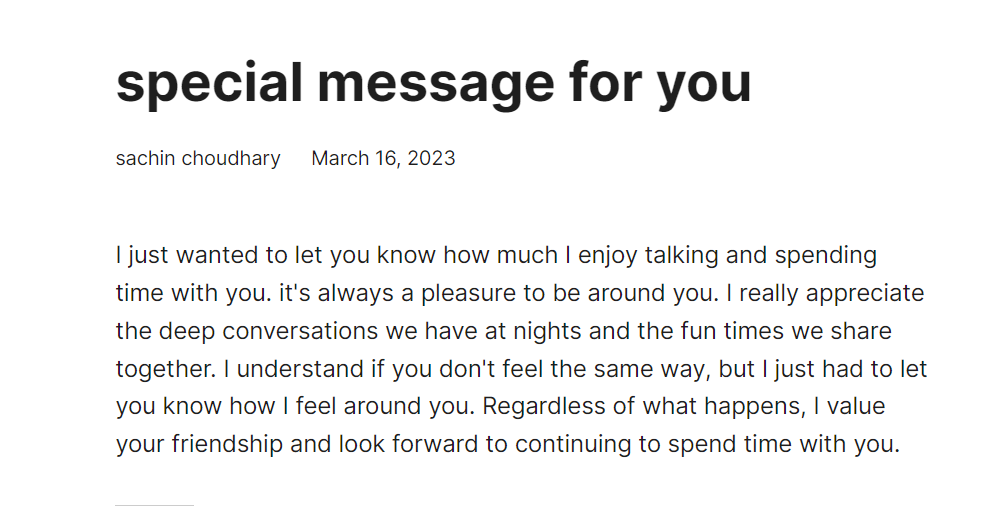 special message for you
sachin choudhary March 16, 2023
I just wanted to let you know how much I enjoy talking and spending
time with you. it's always a pleasure to be around you. I really appreciate
the deep conversations we have at nights and the fun times we share
together. I understand if you don't feel the same way, but I just had to let
you know how I feel around you. Regardless of what happens, I value
your friendship and look forward to continuing to spend time with you.